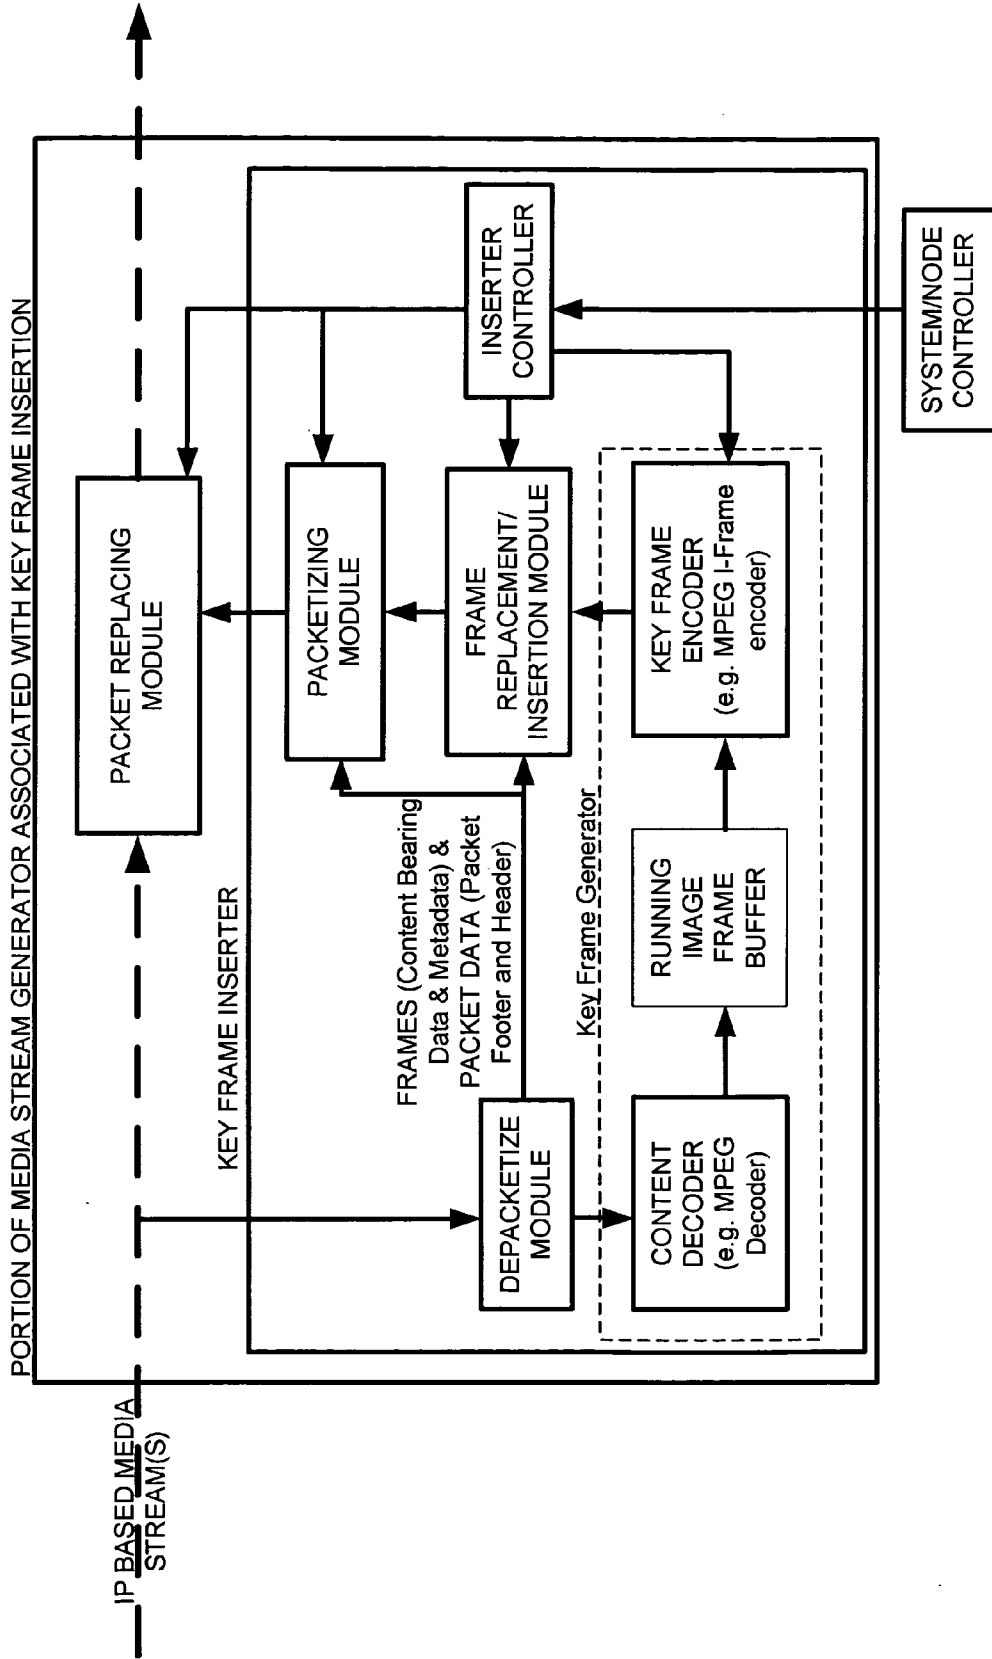 PORTION OF MEDIA STREAM GENERATOR ASSOCIATED WITH KEY FRAME INSERTION
IP BASED MEDIA
STREAM(S)
PACKET REPLACING
MODULE
KEY FRAME INSERTER
PACKETIZING
MODULE
FRAMES (Content Bearing
Data & Metadata) &
PACKET DATA (Packet
Footer and Header)
DEPACKETIZE
MODULE
FRAME
REPLACEMENT/
INSERTION MODULE
INSERTER
CONTROLLER
Key Frame Generator
CONTENT
DECODER
(e.g. MPEG
Decoder)
RUNNING
IMAGE
FRAME
BUFFER
KEY FRAME
ENCODER
(e.g. MPEG I-Frame
encoder)
SYSTEM/NODE
CONTROLLER